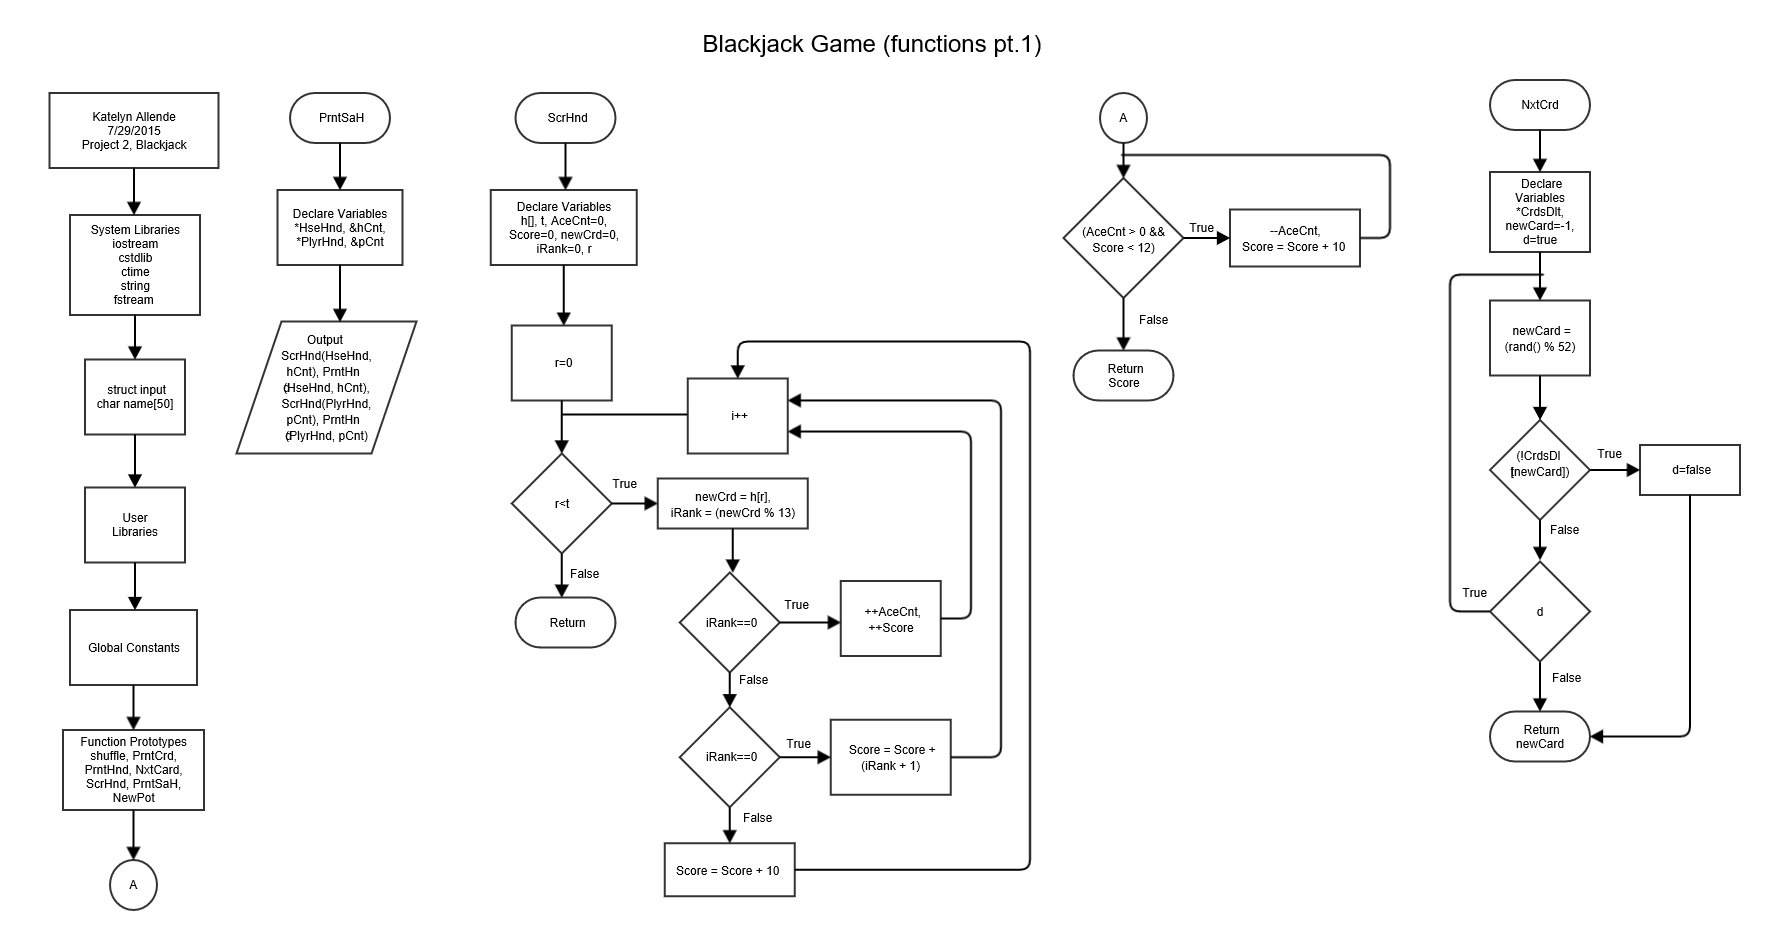 Blackjack Game (functions pt.1)
Katelyn Allende
7/29/2015
Project 2, Blackjack
System Libraries
iostream
cstdlib
ctime
string
fstream
struct input
char name[50]
User
Libraries
Global Constants
Function Prototypes
shuffle, PrntCrd,
PrntHnd, NxtCard,
ScrHnd, PrntSaH,
NewPot
A
PrntSaH
Declare Variables
*HseHnd, &hCnt,
*PlyrHnd, &pCnt
Output
ScrHnd(HseHnd,
hCnt), PrntHn
(HseHnd, hCnt),
ScrHnd(PlyrHnd,
pCnt), PrntHn
(PlyrHnd, pCnt)
ScrHnd
Declare Variables
h[], t, AceCnt=0,
Score=0, newCrd=0,
iRank=0, r
r=0
i++
r<t
True
newCrd = h[r],
iRank = (newCrd % 13)
False
Return
iRank==0
True
++AceCnt,
++Score
False
iRank==0
True
Score = Score +
(iRank + 1)
False
Score = Score + 10
A
(AceCnt > 0 &&
Score < 12)
True
--AceCnt,
Score = Score + 10
False
Return
Score
NxtCrd
Declare
Variables
*CrdsDlt,
newCard=-1,
d=true
newCard =
(rand() % 52)
(!CrdsDl
[newCard])
True
d=false
False
d
True
False
Return
newCard